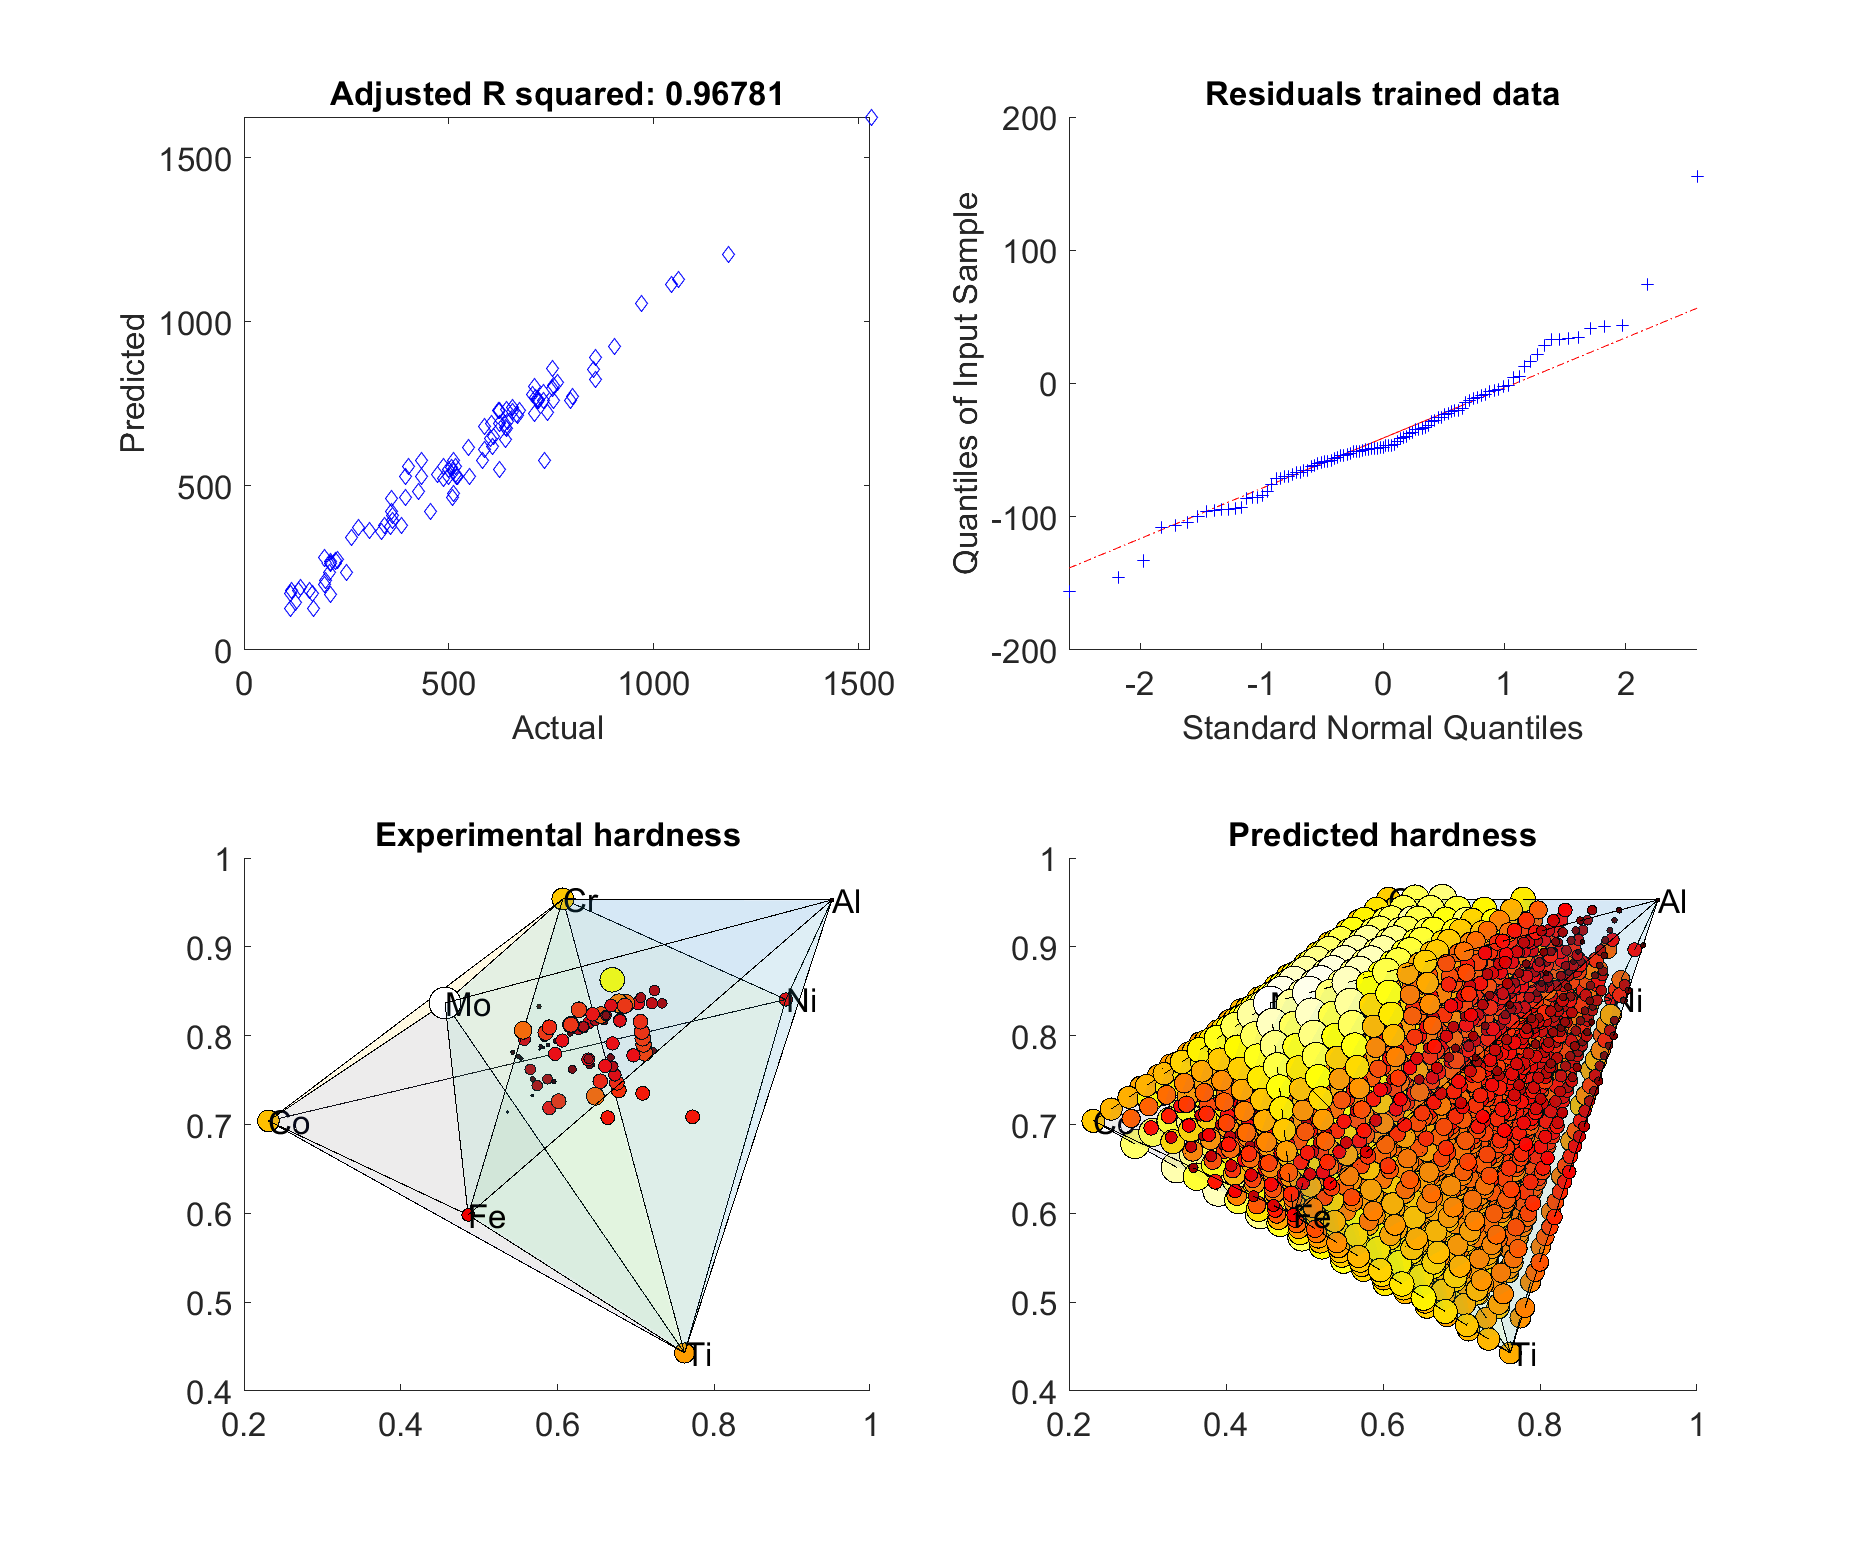 Adjusted R squared: 0.96781
1500
1000
500
0
0 500 1000 1500
Predicted
Actual
Residuals trained data
200
100
0
-100
-200
-2 -1 0 1 2
Quantiles of Input Sample
Standard Normal Quantiles
Experimental hardness
1
0.9
0.8
0.7
0.6
0.5
0.4
0.2 0.4 0.6 0.8 1
Cr
Al
Mo
Ni
Co
Fe
Ti
Predicted hardness
1
0.9
0.8
0.7
0.6
0.5
0.4
0.2 0.4 0.6 0.8 1
Al
Fe
Ti